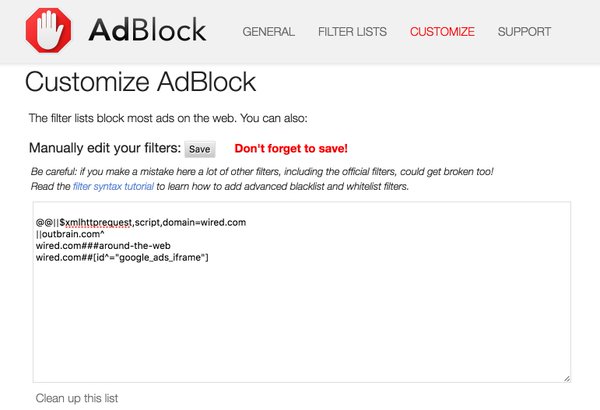 AdBlock
GENERAL FILTER LISTS CUSTOMIZE SUPPORT
Customize AdBlock
The filter lists block most ads on the web. You can also:
Manually edit your filters: Save Don't forget to save!
Be careful: if you make a mistake here a lot of other filters, including the official filters, could get broken too!
Read the filter syntax tutorial to learn how to add advanced blacklist and whitelist filters.
@@||$xmlhttprequest,script,domain=wired.com
||outbrain.com^
wired.com###around-the-web
wired.com##[id^="google_ads_iframe"]
Clean up this list